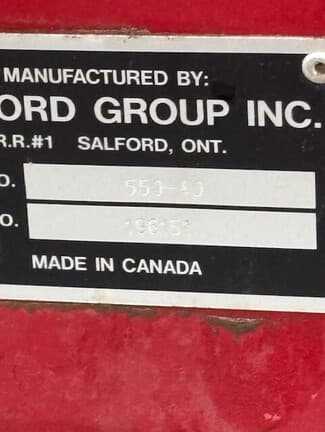 MANUFACTURED BY:
ORD GROUP INC.
R.R.#1 SALFORD, ONT.
O.
O.
MADE IN CANADA